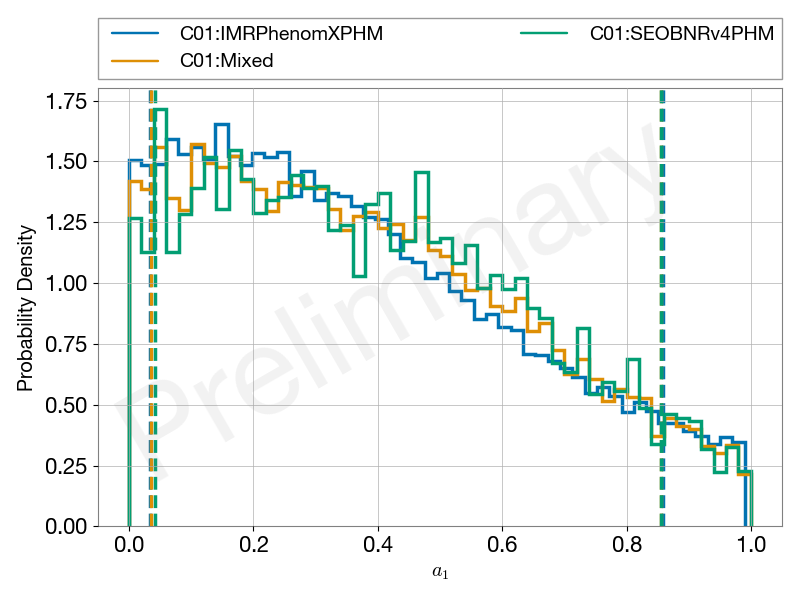 C01:IMRPhenomXPHM
C01:SEOBNRv4PHM
C01:Mixed
1.75
1.50
1.25
1.00
0.75
0.50
0.25
0.00
Probability Density
Preliminary
0.0 0.2 0.4 0.6 0.8 1.0
a₁